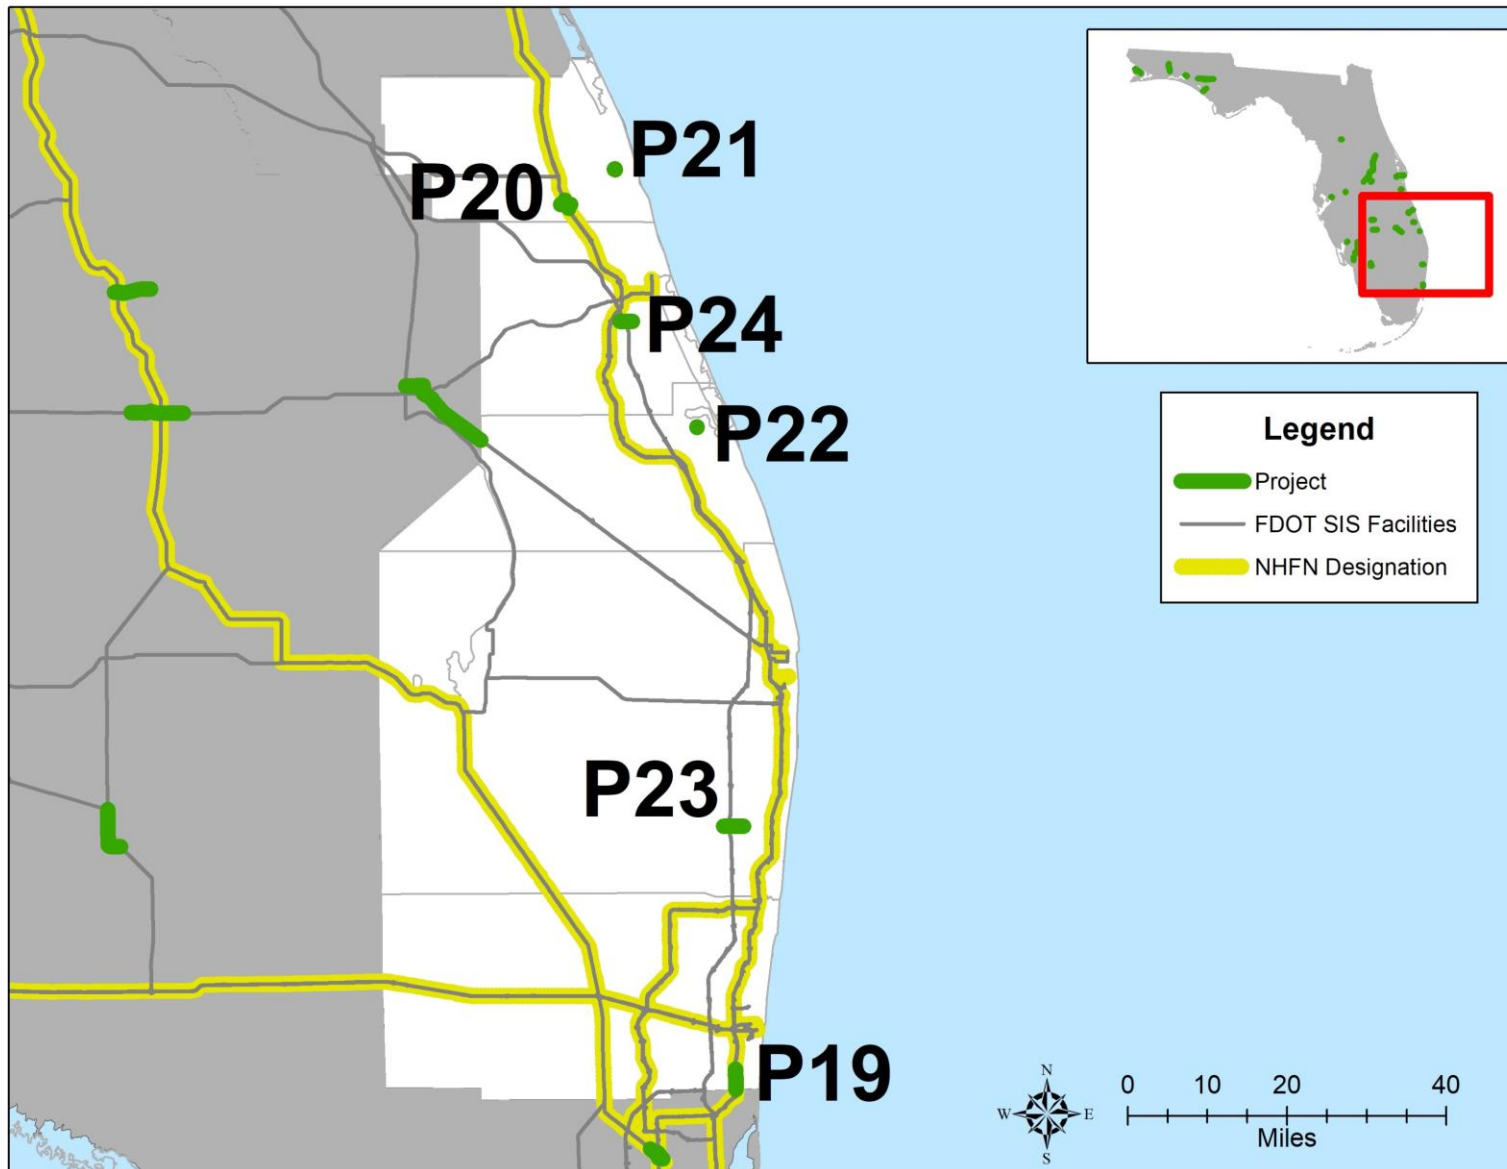 P21
P20
P24
P22
P23
P19
Legend
Project
FDOT SIS Facilities
NHFN Designation
N
W E
S
0 10 20 40
Miles